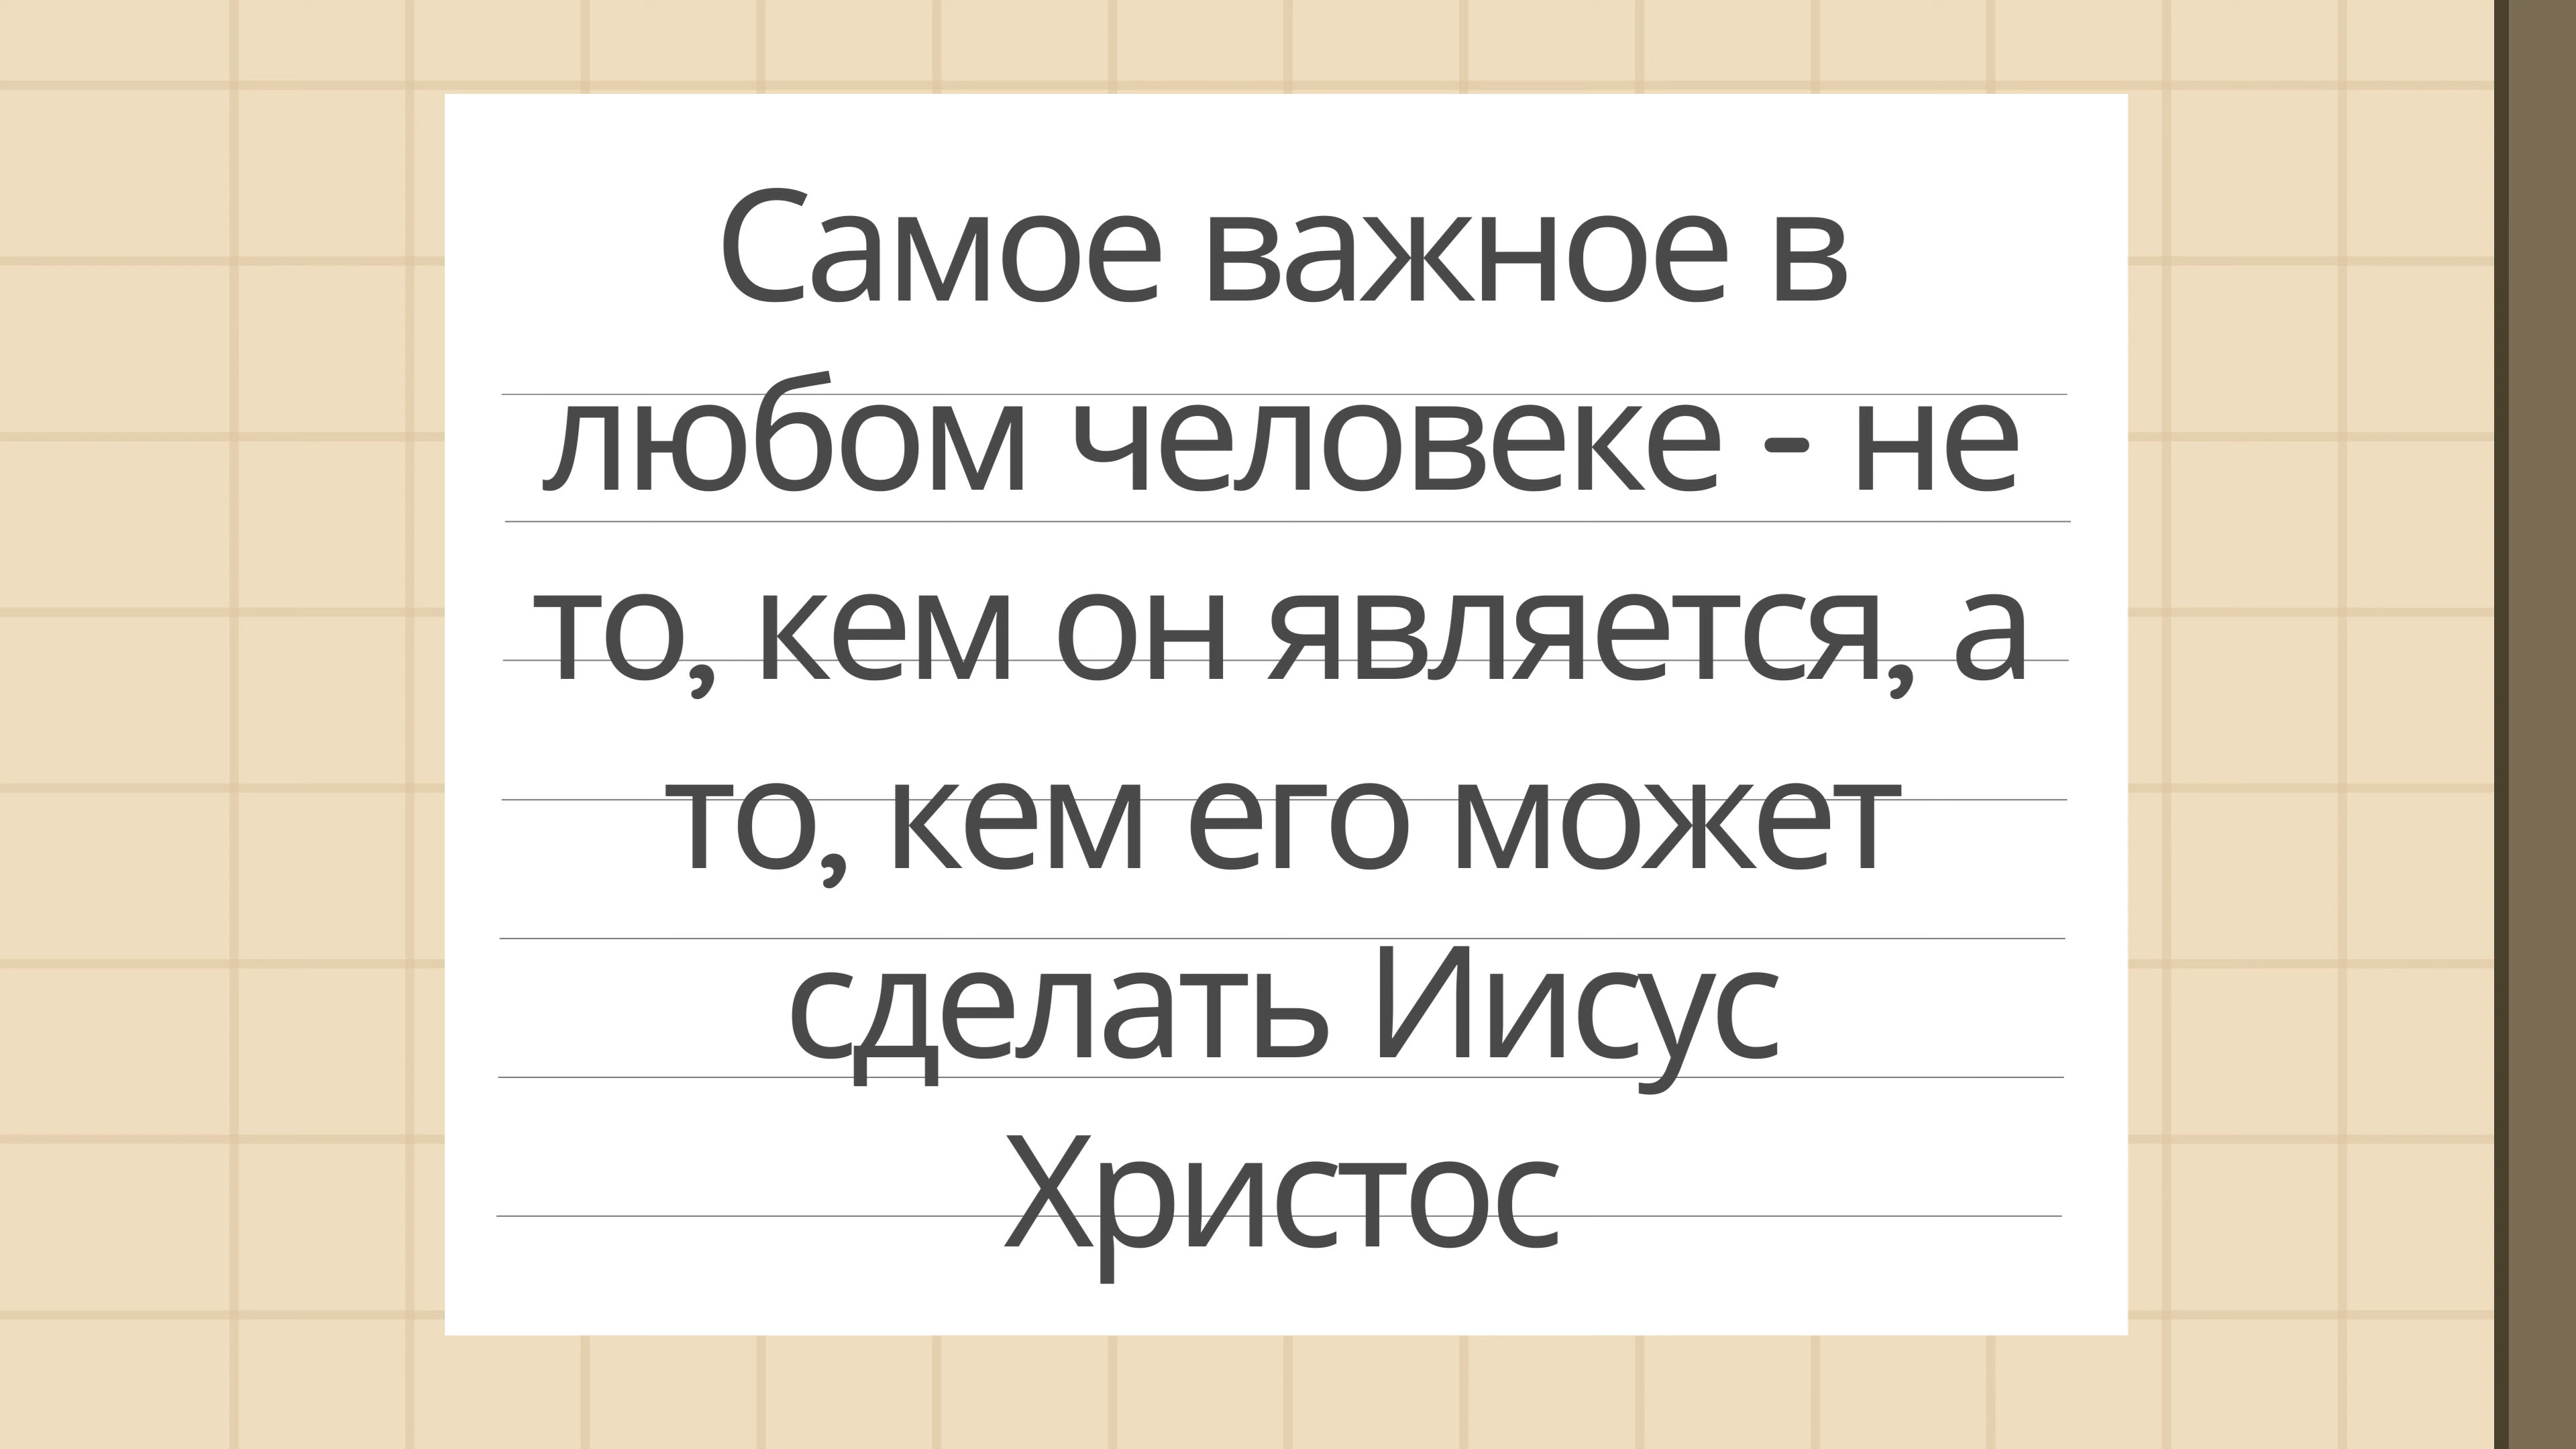 Самое важное в
любом человеке - не
то, кем он является, а
то, кем его может
сделать Иисус
Христос